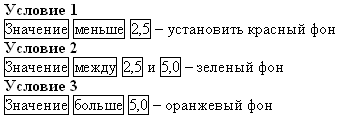 Условие 1
Значение меньше 2,5 – установить красный фон
Условие 2
Значение между 2,5 и 5,0 – зеленый фон
Условие 3
Значение больше 5,0 – оранжевый фон